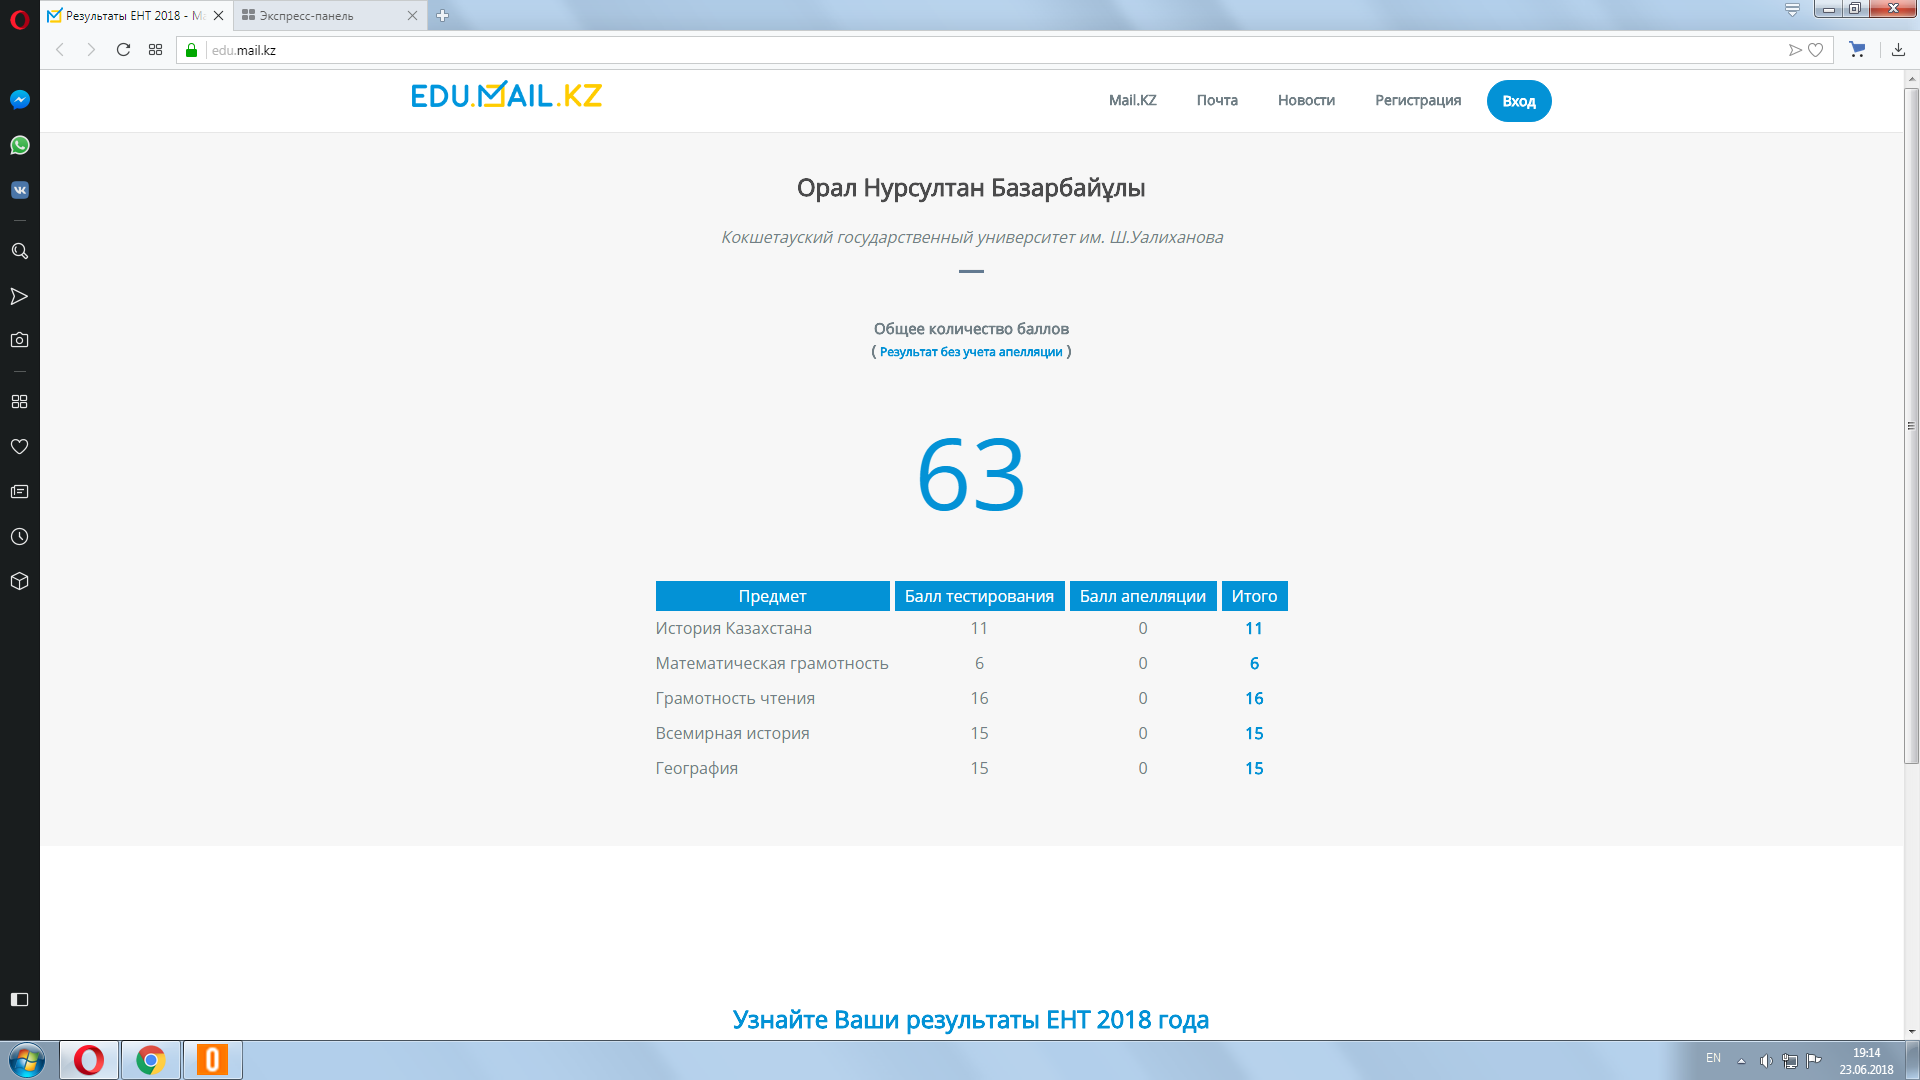 Результаты ЕНТ 2018 - Ma
Экспресс-панель
edu.mail.kz
EDU.MAIL.KZ
Mail.KZ Почта Новости Регистрация Вход
Орал Нурсултан Базарбайұлы
Кокшетауский государственный университет им. Ш.Уалиханова
Общее количество баллов
( Результат без учета апелляции )
63
Предмет Балл тестирования Балл апелляции Итого
История Казахстана 11 0 11
Математическая грамотность 6 0 6
Грамотность чтения 16 0 16
Всемирная история 15 0 15
География 15 0 15
Узнайте Ваши результаты ЕНТ 2018 года
EN
19:14
23.06.2018